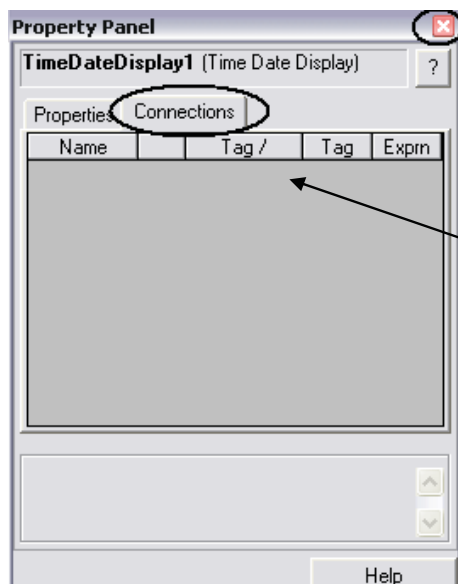 Property Panel
TimeDateDisplay1 (Time Date Display) ?
Properties Connections
Name Tag / Tag Exprn
Help